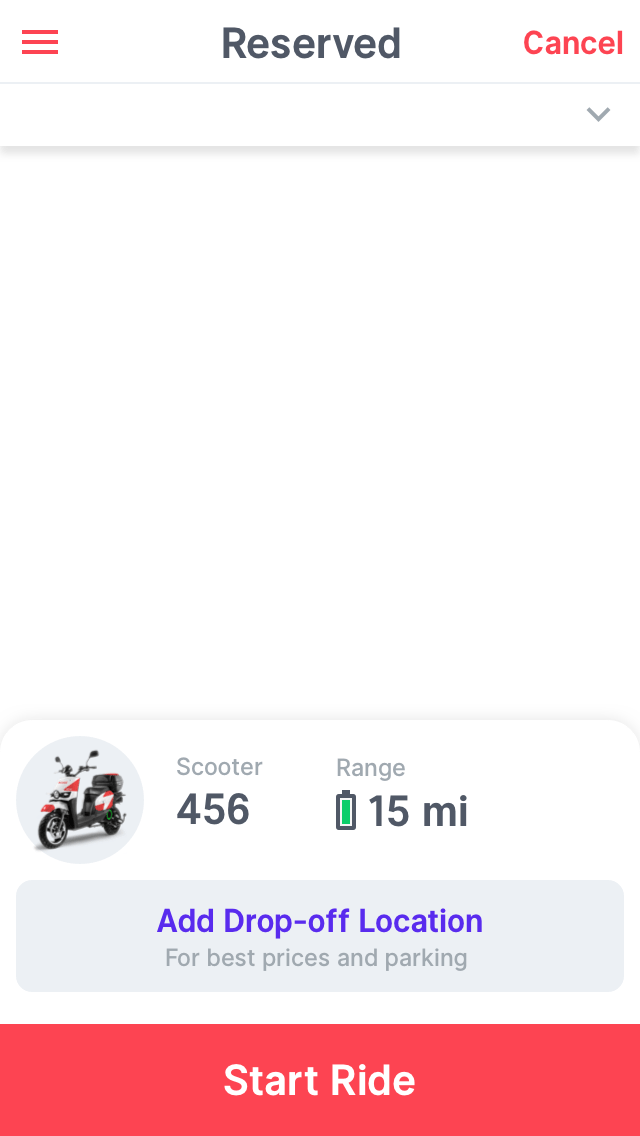 Reserved
Cancel
Scooter
456
Range
15 mi
Add Drop-off Location
For best prices and parking
Start Ride